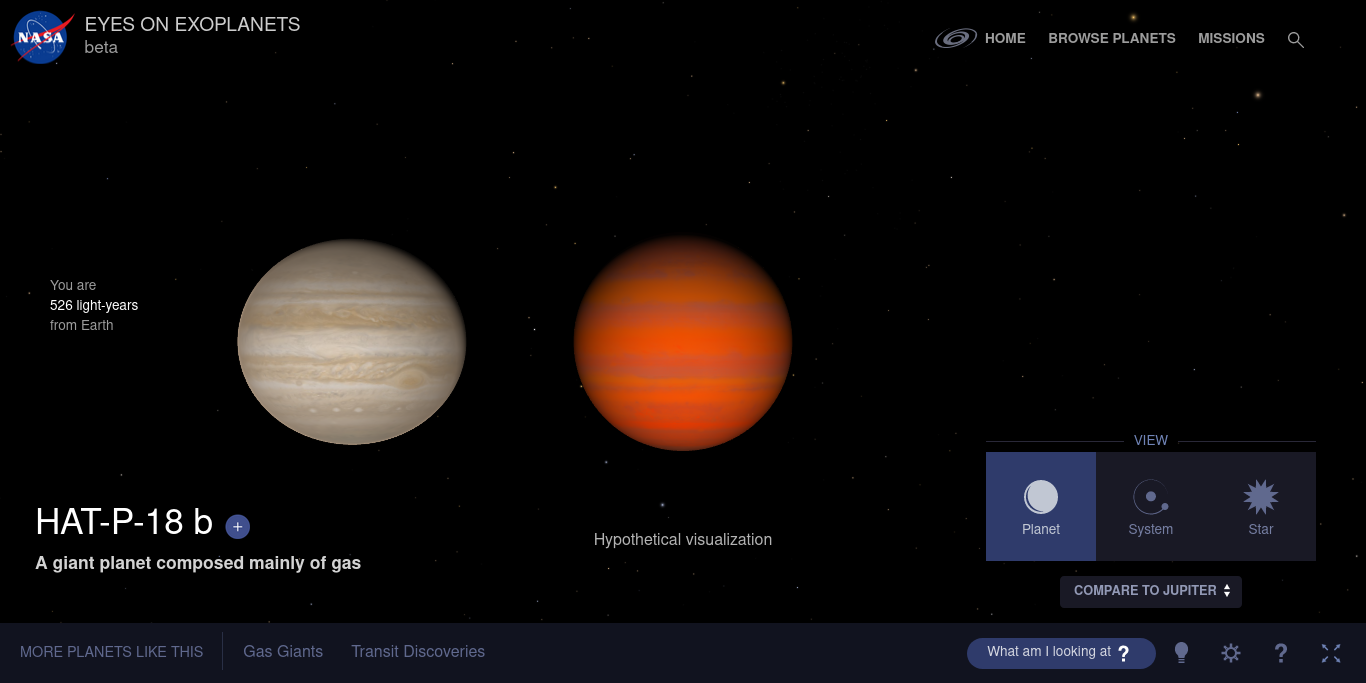 NASA
EYES ON EXOPLANETS
beta
HOME
BROWSE PLANETS
MISSIONS
You are
526 light-years
from Earth
HAT-P-18 b +
A giant planet composed mainly of gas
Hypothetical visualization
VIEW
Planet
System
Star
COMPARE TO JUPITER
MORE PLANETS LIKE THIS
Gas Giants
Transit Discoveries
What am I looking at ?
?